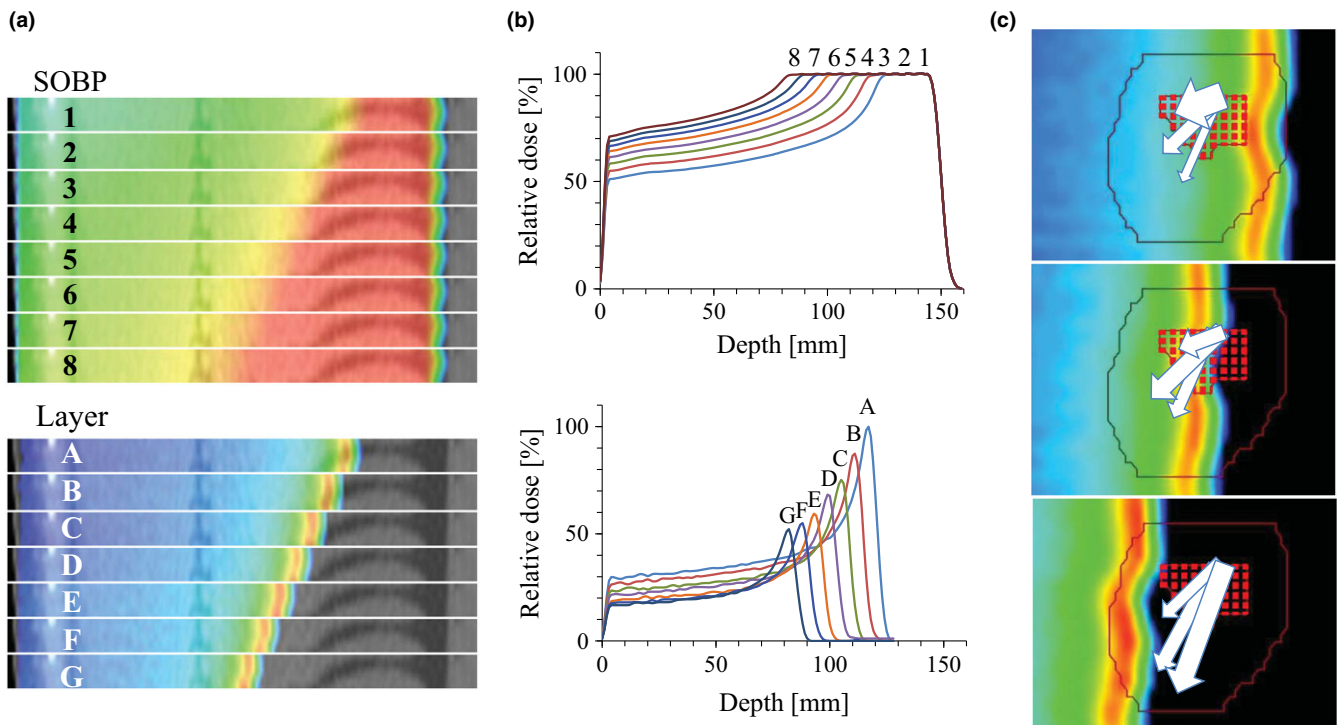 (a)
SOBP
1
2
3
4
5
6
7
8
Layer
A
B
C
D
E
F
G
(b)
8 7 6 5 4 3 2 1
100
50
0
Relative dose [%]
0 50 100 150
Depth [mm]
A
B
C
D
E
F
G
100
50
0
Relative dose [%]
0 50 100 150
Depth [mm]
(c)